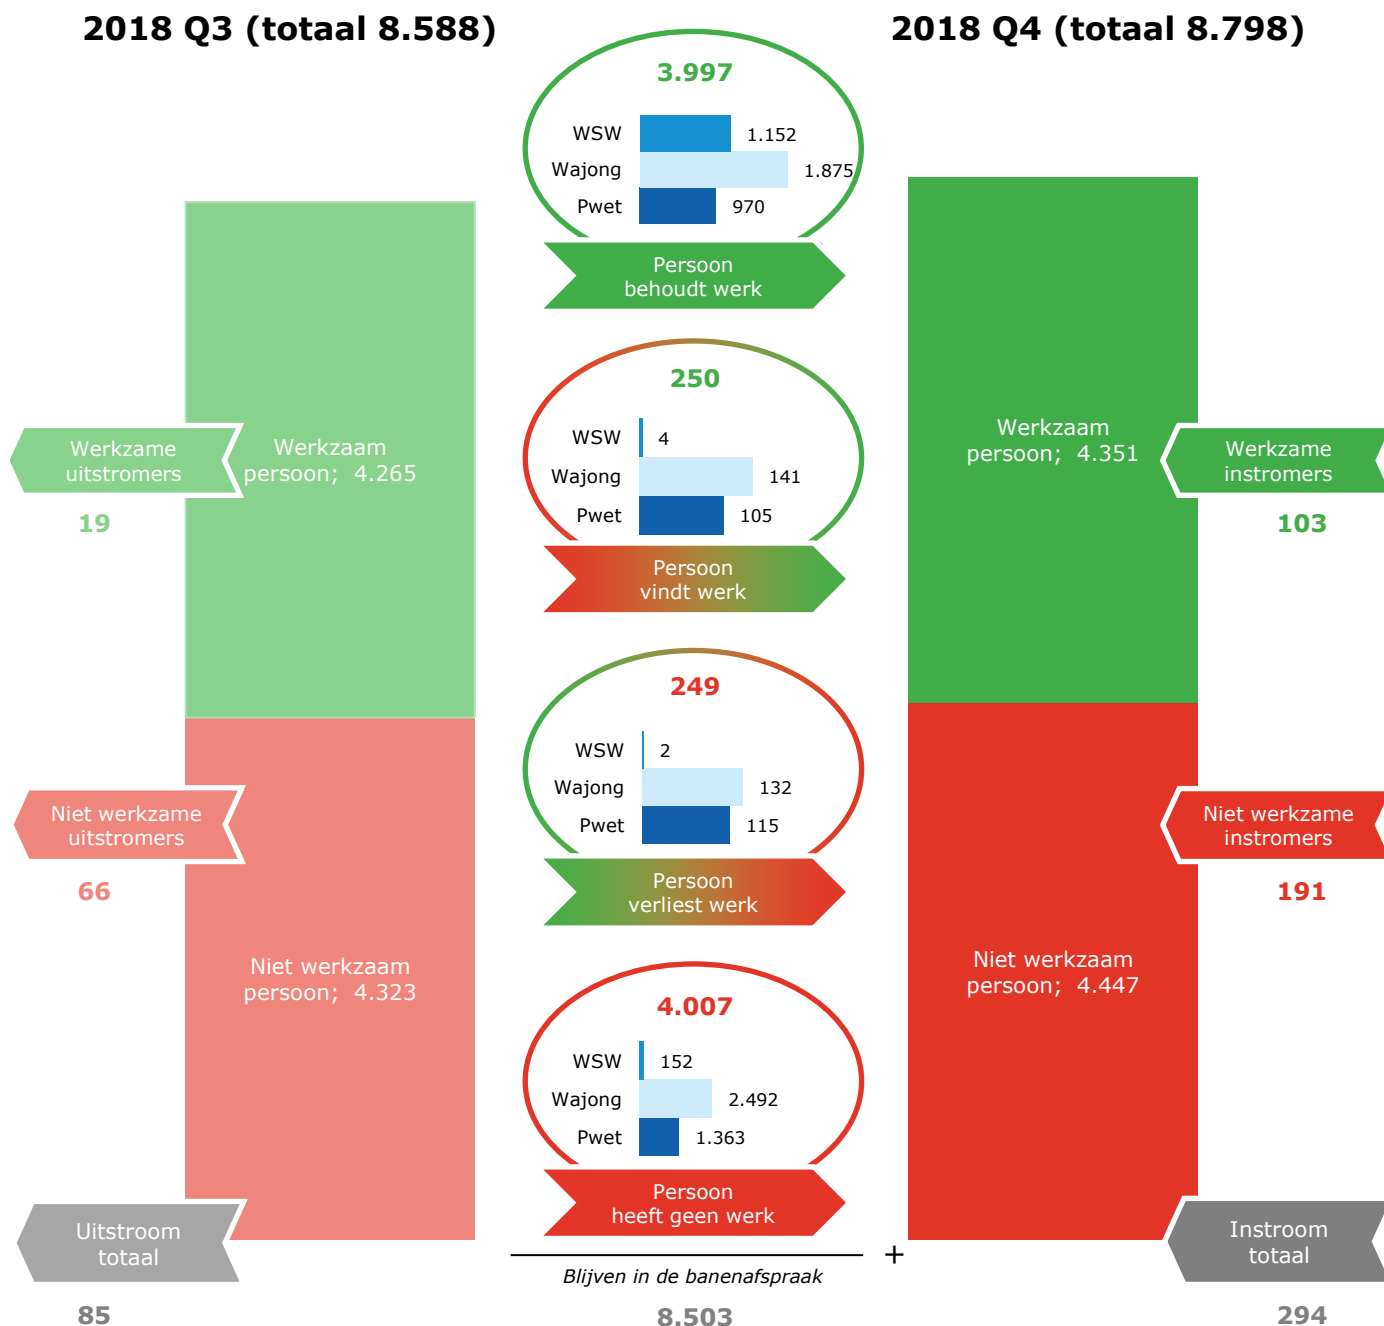 2018 Q3 (totaal 8.588)
2018 Q4 (totaal 8.798)
3.997
WSW 1.152
Wajong 1.875
Pwet 970
Persoon
behoudt werk
250
WSW 4
Wajong 141
Pwet 105
Persoon
vindt werk
249
WSW 2
Wajong 132
Pwet 115
Persoon
verliest werk
4.007
WSW 152
Wajong 2.492
Pwet 1.363
Persoon
heeft geen werk
+
Blijven in de banenafspraak
8.503
Werkzaam
persoon; 4.265
Werkzame
uitstromers
19
Niet werkzame
uitstromers
66
Niet werkzaam
persoon; 4.323
Uitstroom
totaal
85
Werkzaam
persoon; 4.351
Werkzame
instromers
103
Niet werkzame
instromers
191
Niet werkzaam
persoon; 4.447
Instroom
totaal
294